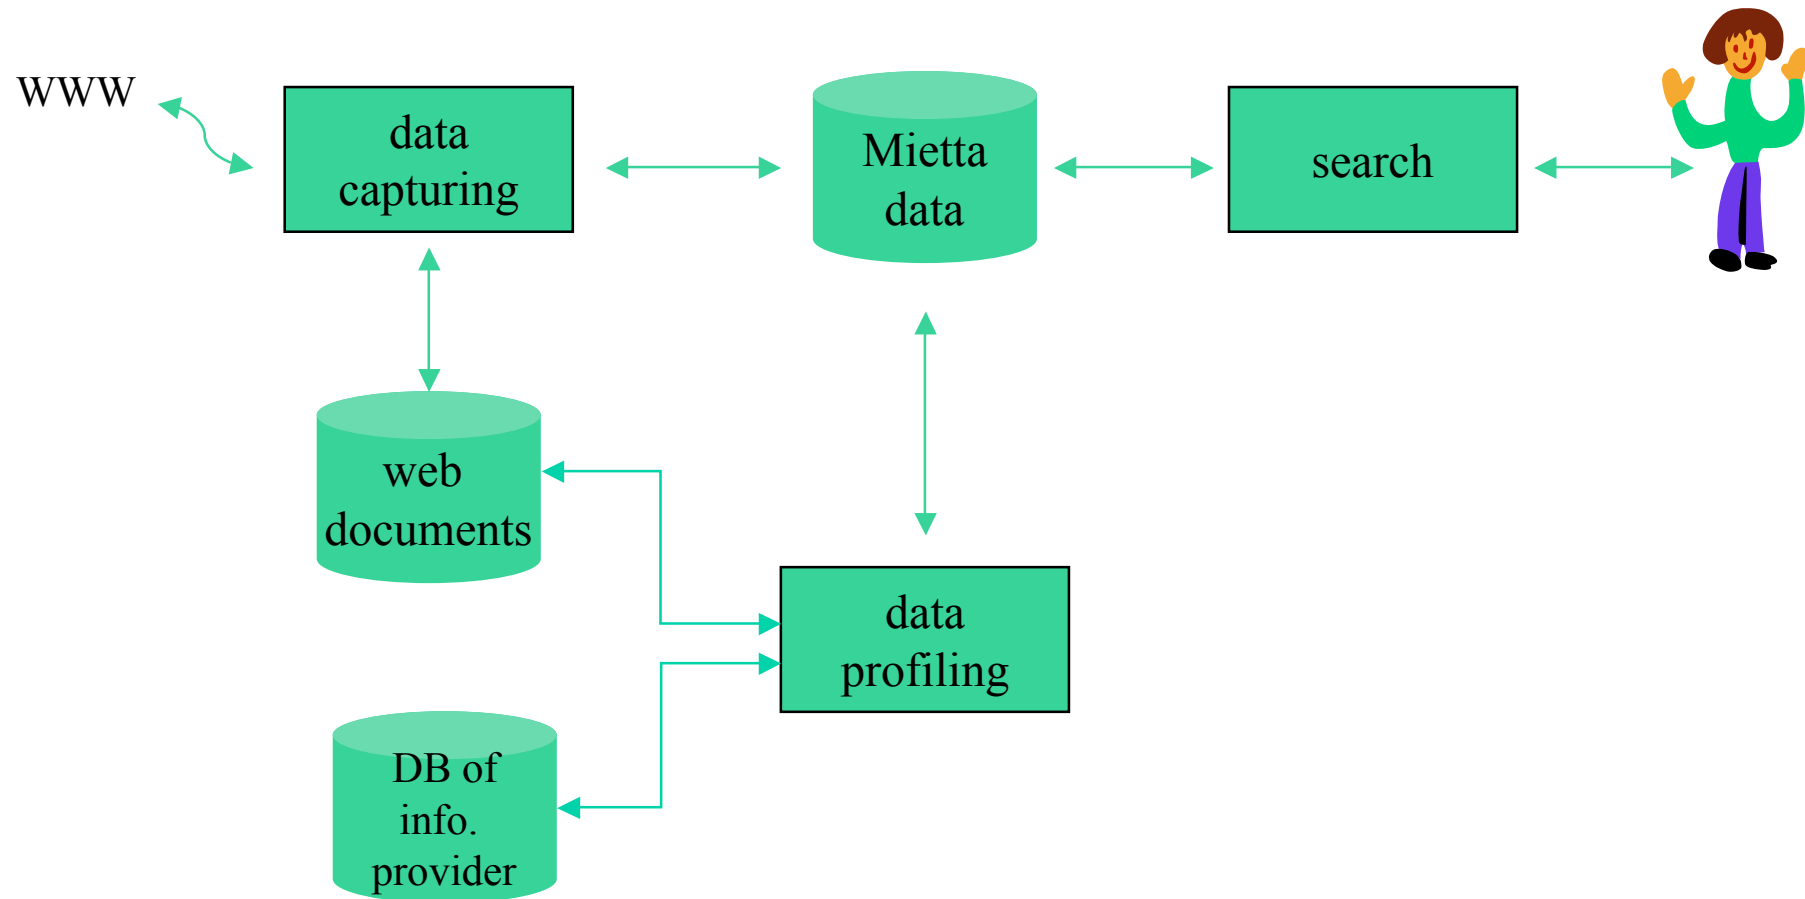 WWW
data
capturing
Mietta
data
search
web
documents
data
profiling
DB of
info.
provider